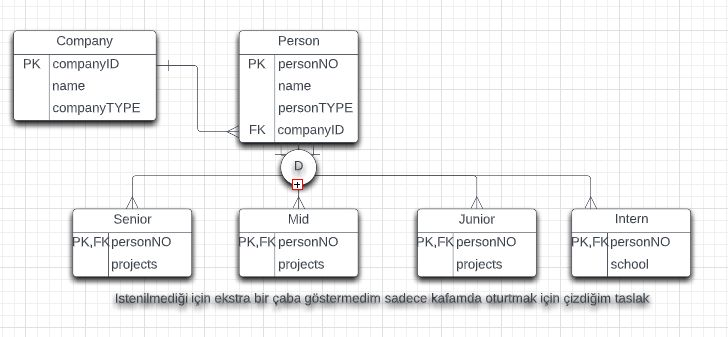 Company
PK companyID
name
companyTYPE
Person
PK personNO
name
personTYPE
FK companyID
D
Senior
PK,FK personNO
projects
Mid
PK,FK personNO
projects
Junior
PK,FK personNO
projects
Intern
PK,FK personNO
school
Istenilmediği için ekstra bir çaba göstermedim sadece kafamda oturtmak için çizdiğim taslak